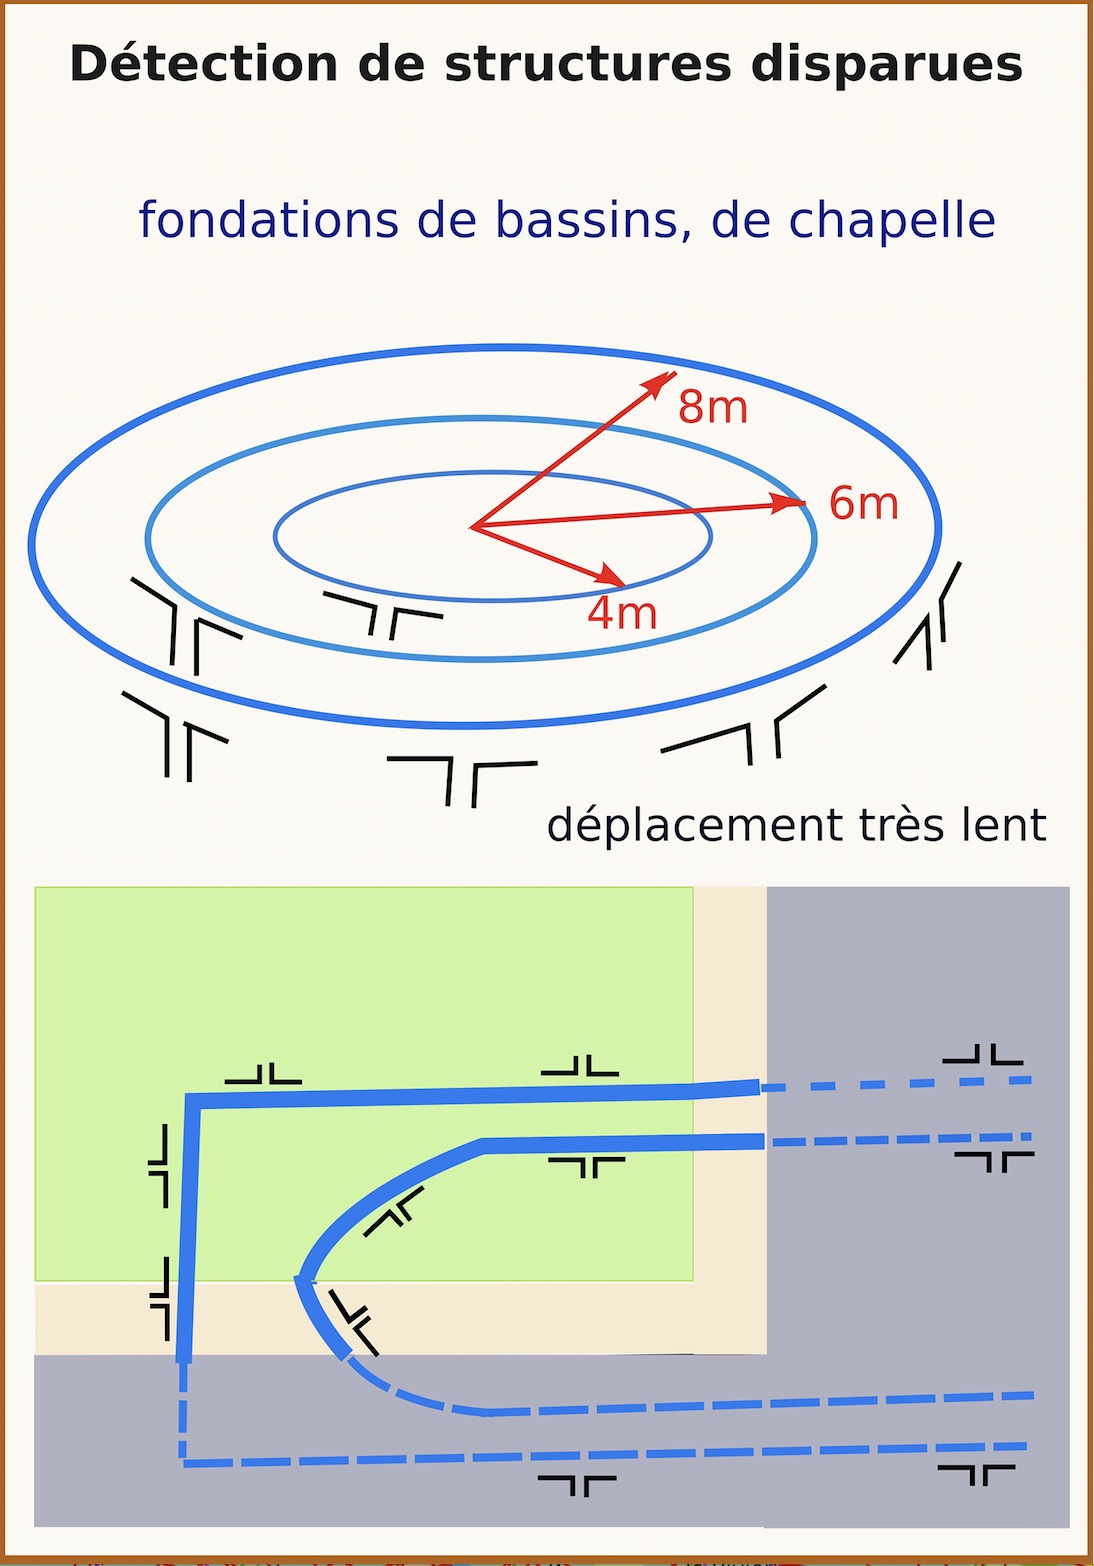 Détection de structures disparues
fondations de bassins, de chapelle
8m
6m
4m
déplacement très lent